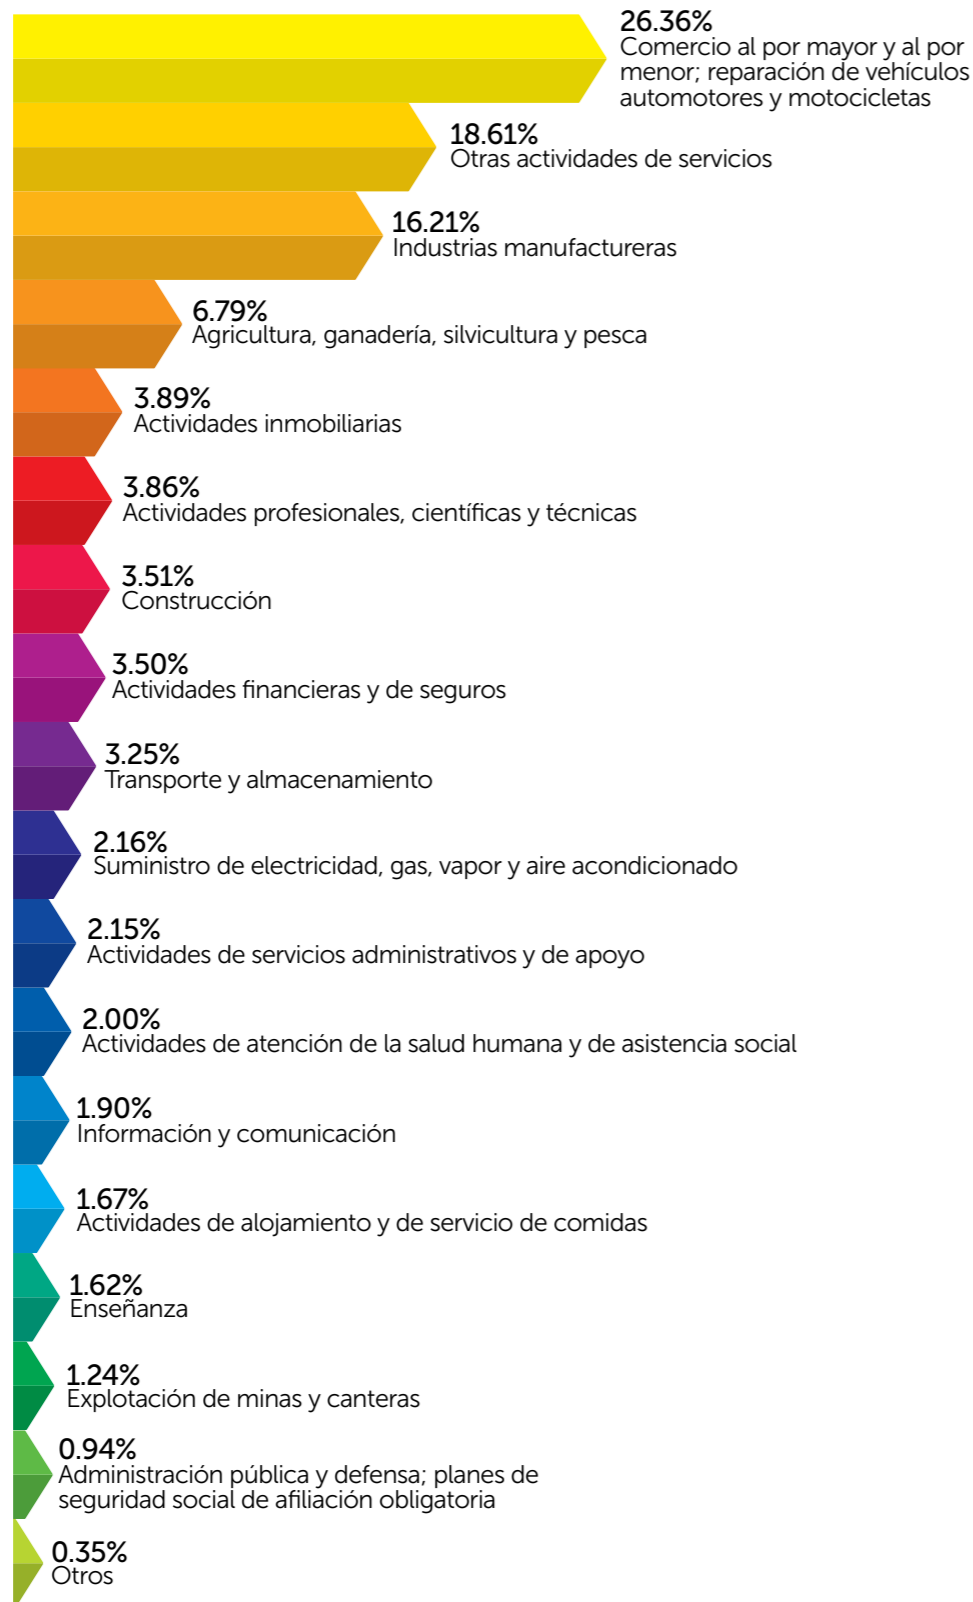 26.36%
Comercio al por mayor y al por
menor; reparación de vehículos
automotores y motocicletas
18.61%
Otras actividades de servicios
16.21%
Industrias manufactureras
6.79%
Agricultura, ganadería, silvicultura y pesca
3.89%
Actividades inmobiliarias
3.86%
Actividades profesionales, científicas y técnicas
3.51%
Construcción
3.50%
Actividades financieras y de seguros
3.25%
Transporte y almacenamiento
2.16%
Suministro de electricidad, gas, vapor y aire acondicionado
2.15%
Actividades de servicios administrativos y de apoyo
2.00%
Actividades de atención de la salud humana y de asistencia social
1.90%
Información y comunicación
1.67%
Actividades de alojamiento y de servicio de comidas
1.62%
Enseñanza
1.24%
Explotación de minas y canteras
0.94%
Administración pública y defensa; planes de
seguridad social de afiliación obligatoria
0.35%
Otros